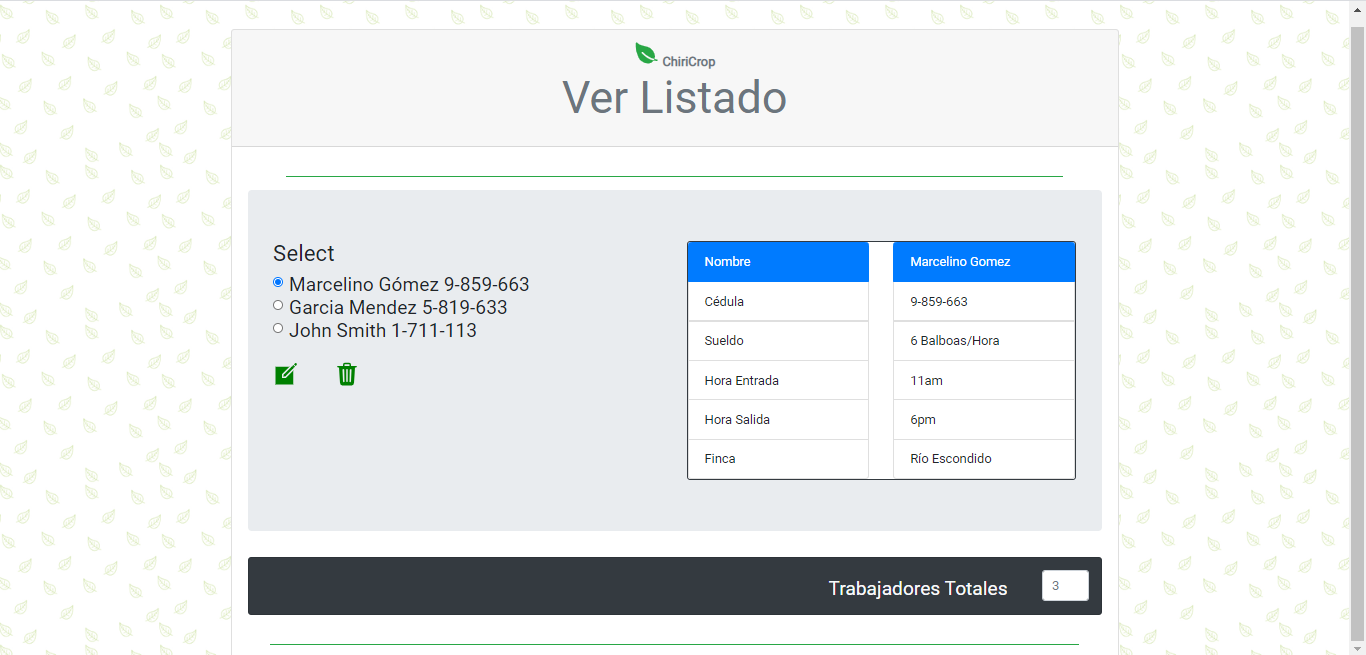 ChiriCrop
Ver Listado
Select
Marcelino Gómez 9-859-663
Garcia Mendez 5-819-633
John Smith 1-711-113
Nombre Marcelino Gomez
Cédula 9-859-663
Sueldo 6 Balboas/Hora
Hora Entrada 11am
Hora Salida 6pm
Finca Río Escondido
Trabajadores Totales 3